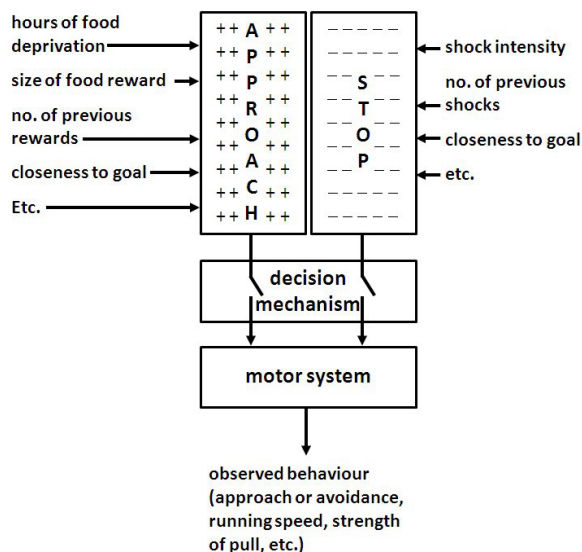 hours of food
deprivation
size of food reward
no. of previous
rewards
closeness to goal
Etc.
+ + A + +
+ + P + +
+ + P + +
+ + R + +
+ + O + +
+ + A + +
+ + C + +
+ + H + +
— — — — —
— — — — —
— — S — —
— — T — —
— — O — —
— — P — —
— — — — —
— — — — —
shock intensity
no. of previous
shocks
closeness to goal
etc.
decision
mechanism
motor system
observed behaviour
(approach or avoidance,
running speed, strength
of pull, etc.)